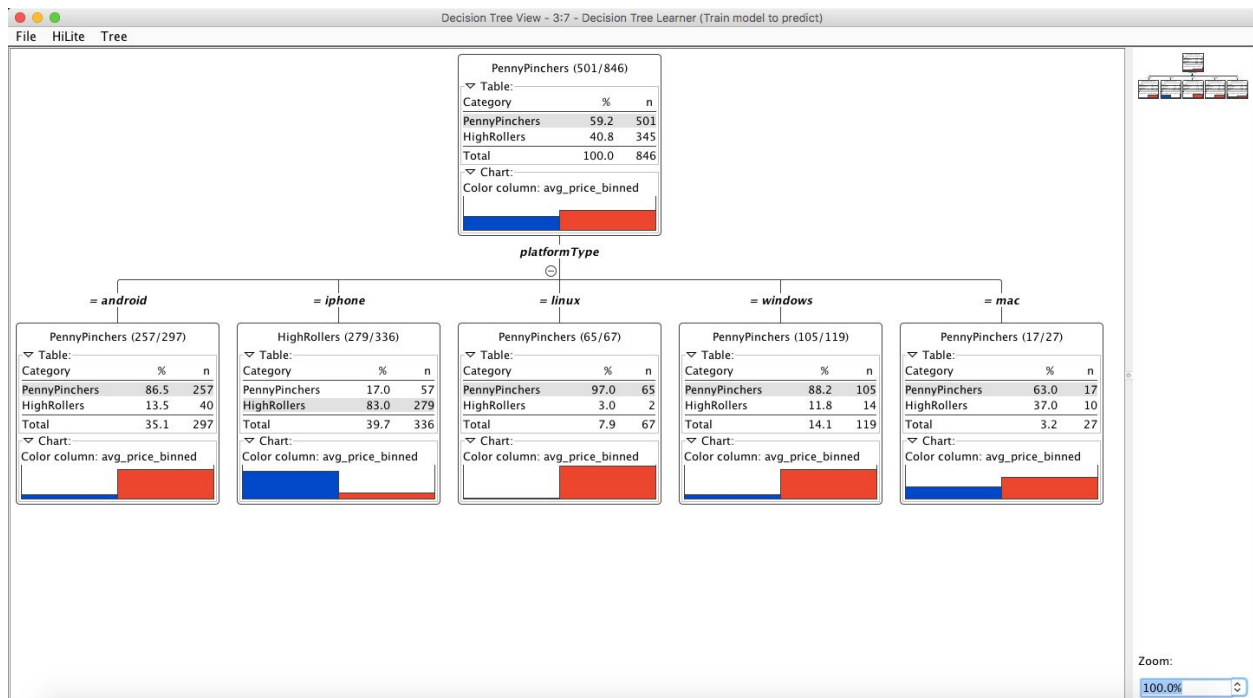 Decision Tree View - 3:7 - Decision Tree Learner (Train model to predict)
File HiLite Tree
PennyPinchers (501/846)
Table:
Category % n
PennyPinchers 59.2 501
HighRollers 40.8 345
Total 100.0 846
Chart:
Color column: avg_price_binned
platformType
= android
PennyPinchers (257/297)
Table:
Category % n
PennyPinchers 86.5 257
HighRollers 13.5 40
Total 35.1 297
Chart:
Color column: avg_price_binned
= iphone
HighRollers (279/336)
Table:
Category % n
PennyPinchers 17.0 57
HighRollers 83.0 279
Total 39.7 336
Chart:
Color column: avg_price_binned
= linux
PennyPinchers (65/67)
Table:
Category % n
PennyPinchers 97.0 65
HighRollers 3.0 2
Total 7.9 67
Chart:
Color column: avg_price_binned
= windows
PennyPinchers (105/119)
Table:
Category % n
PennyPinchers 88.2 105
HighRollers 11.8 14
Total 14.1 119
Chart:
Color column: avg_price_binned
= mac
PennyPinchers (17/27)
Table:
Category % n
PennyPinchers 63.0 17
HighRollers 37.0 10
Total 3.2 27
Chart:
Color column: avg_price_binned
Zoom:
100.0%